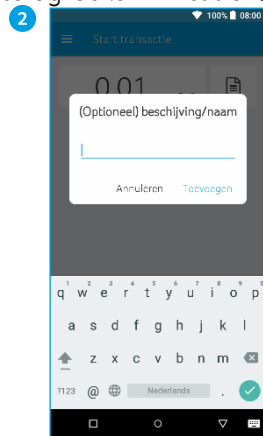 2
100% 08:00
Start transactie
0,01
(Optioneel) beschijving/naam
Annuleren Toevoegen
1 2 3 4 5 6 7 8 9
q w e r t y u i o p
a s d f g h j k l
z x c v b n m
?123 @ Nederlands .